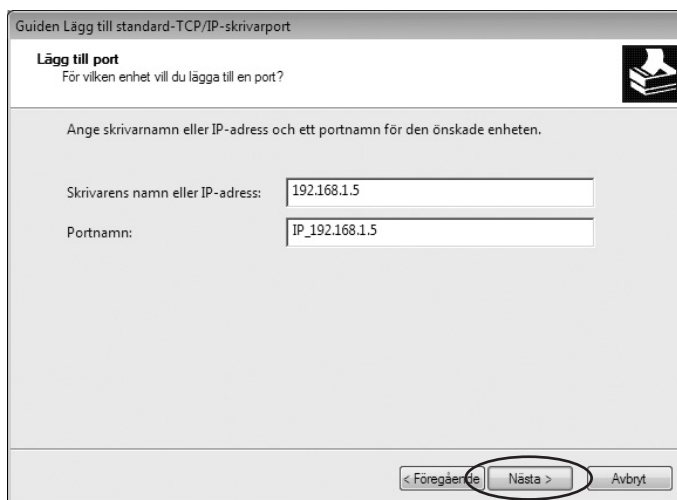 Guiden Lägg till standard-TCP/IP-skrivarport
Lägg till port
För vilken enhet vill du lägga till en port?
Ange skrivarnamn eller IP-adress och ett portnamn för den önskade enheten.
Skrivarens namn eller IP-adress: 192.168.1.5
Portnamn: IP_192.168.1.5
< Föregående Nästa > Avbryt